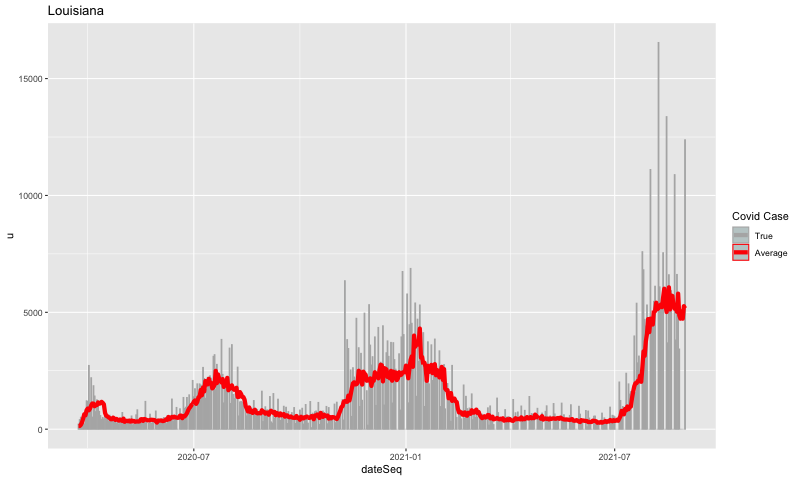 Louisiana
u
15000
10000
5000
0
2020-07
2021-01
2021-07
dateSeq
Covid Case
True
Average